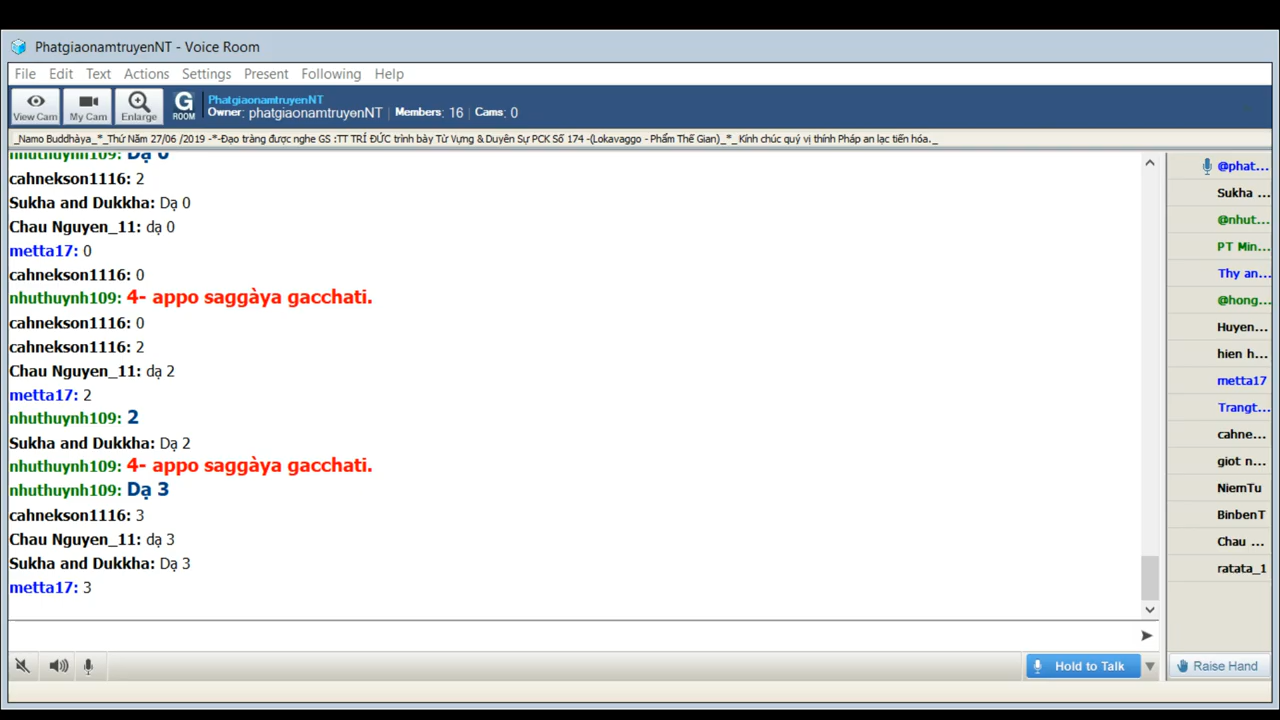 PhatgiaonamtruyenNT - Voice Room
File Edit Text Actions Settings Present Following Help
View Cam My Cam Enlarge G ROOM
PhatgiaonamtruyenNT
Owner: phatgiaonamtruyenNT Members: 16 Cams: 0
_Namo Buddhàya_*_Thứ Năm 27/06 /2019 -*-Đạo tràng được nghe GS :TT TRÍ ĐỨC trình bày Từ Vựng & Duyên Sự PCK Số 174 -(Lokavaggo - Phẩm Thế Gian)_*_ Kính chúc quý vị thính Pháp an lạc tiến hóa._
nhuthuynh109: Dạ 0
cahnekson1116: 2
Sukha and Dukkha: Dạ 0
Chau Nguyen_11: dạ 0
metta17: 0
cahnekson1116: 0
nhuthuynh109: 4- appo saggàya gacchati.
cahnekson1116: 0
cahnekson1116: 2
Chau Nguyen_11: dạ 2
metta17: 2
nhuthuynh109: 2
Sukha and Dukkha: Dạ 2
nhuthuynh109: 4- appo saggàya gacchati.
nhuthuynh109: Dạ 3
cahnekson1116: 3
Chau Nguyen_11: dạ 3
Sukha and Dukkha: Dạ 3
metta17: 3
@phat...
Sukha ...
@nhut...
PT Min...
Thy an...
@hong...
Huyen...
hien h...
metta17
Trangt...
cahne...
giot n...
NiemTu
BinbenT
Chau ...
ratata_1
Hold to Talk
Raise Hand